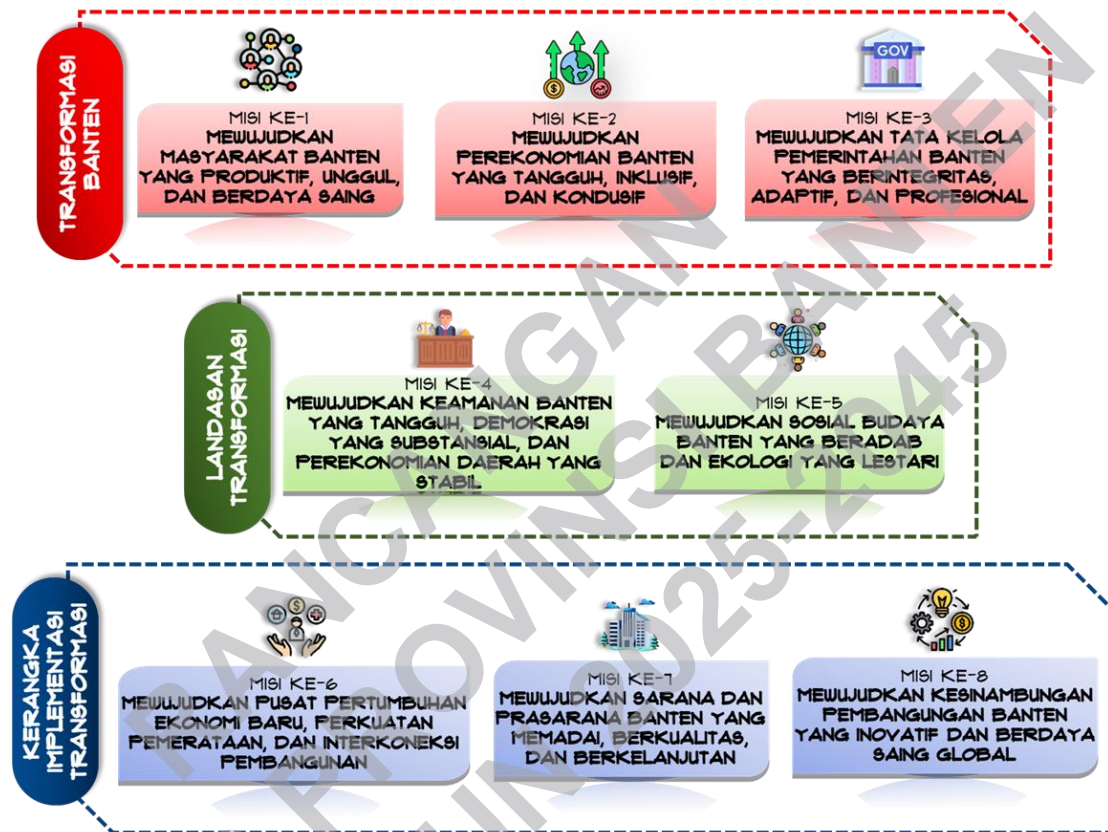 TRANSFORMASI
BANTEN
GOV
MISI KE-1
MEWUJUDKAN
MASYARAKAT BANTEN
YANG PRODUKTIF, UNGGUL,
DAN BERDAYA SAING
MISI KE-2
MEWUJUDKAN
PEREKONOMIAN BANTEN
YANG TANGGUH, INKLUSIF,
DAN KONDUSIF
MISI KE-3
MEWUJUDKAN TATA KELOLA
PEMERINTAHAN BANTEN
YANG BERINTEGRITAS,
ADAPTIF, DAN PROFESIONAL
LANDASAN
TRANSFORMASI
MISI KE-4
MEWUJUDKAN KEAMANAN BANTEN
YANG TANGGUH, DEMOKRASI
YANG SUBSTANSIAL, DAN
PEREKONOMIAN DAERAH YANG
STABIL
MISI KE-5
MEWUJUDKAN SOSIAL BUDAYA
BANTEN YANG BERADAB
DAN EKOLOGI YANG LESTARI
KERANGKA
IMPLEMENTASI
TRANSFORMASI
MISI KE-6
MEWUJUDKAN PUSAT PERTUMBUHAN
EKONOMI BARU, PERKUATAN
PEMERATAAN, DAN INTERKONEKSI
PEMBANGUNAN
MISI KE-7
MEWUJUDKAN SARANA DAN
PRASARANA BANTEN YANG
MEMADAI, BERKUALITAS,
DAN BERKELANJUTAN
MISI KE-8
MEWUJUDKAN KESINAMBUNGAN
PEMBANGUNGAN BANTEN
YANG INOVATIF DAN BERDAYA
SAING GLOBAL
RANCANGAN
PROVINSI BANTEN
UN 2025-2045